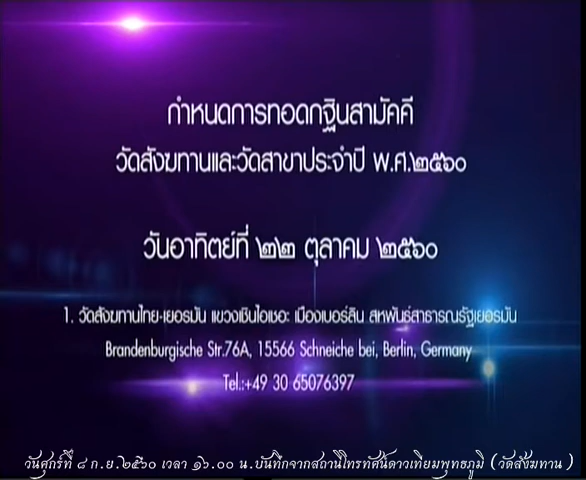 กำหนดการทอดกฐินสามัคคี
วัดสังฆทานและวัดสาขาประจำปี พ.ศ.๒๕๖๐
วันอาทิตย์ที่ ๒๒ ตุลาคม ๒๕๖๐
1. วัดสังฆทานไทย-เยอรมัน แขวงเชินไอเชอะ เมืองเบอร์ลิน สหพันธ์สาธารณรัฐเยอรมัน
Brandenburgische Str.76A, 15566 Schneiche bei, Berlin, Germany
Tel.:+49 30 65076397
วันศุกร์ที่ ๘ ก.ย.๒๕๖๐ เวลา ๑๖.๐๐ น.บันทึกจากสถานีโทรทัศน์ดาวเทียมพุทธภูมิ (วัดสังฆทาน)